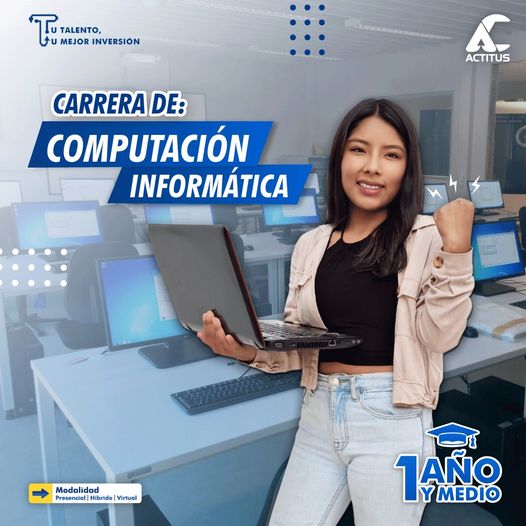 TU TALENTO,
TU MEJOR INVERSIÓN
ACTITUS
CARRERA DE:
COMPUTACIÓN
INFORMÁTICA
1 AÑO
Y MEDIO
Modalidad
Presencial | Híbrido | Virtual